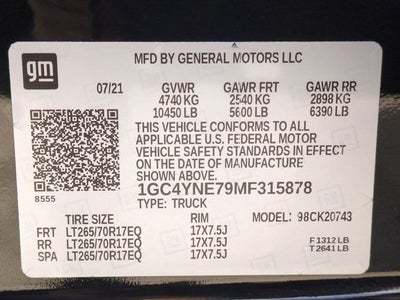 gm
MFD BY GENERAL MOTORS LLC
07/21 GVWR GAWR FRT GAWR RR
4740 KG 2540 KG 2898 KG
10450 LB 5600 LB 6390 LB
THIS VEHICLE CONFORMS TO ALL
APPLICABLE U.S. FEDERAL MOTOR
VEHICLE SAFETY STANDARDS IN EFFECT
ON THE DATE OF MANUFACTURE
SHOWN ABOVE.
8555 1GC4YNE79MF315878
TYPE: TRUCK
TIRE SIZE RIM MODEL: 98CK20743
FRT LT265/70R17EQ 17X7.5J
RR LT265/70R17EQ 17X7.5J F 1312 LB
SPA LT265/70R17EQ 17X7.5J T 2641 LB